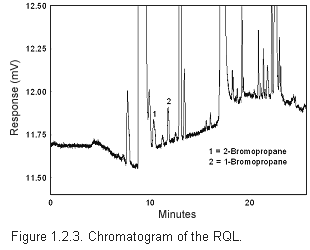 12.50
12.25
12.00
11.75
11.50
Response (mV)
1
2
1 = 2-Bromopropane
2 = 1-Bromopropane
0
10
20
Minutes
Figure 1.2.3. Chromatogram of the RQL.